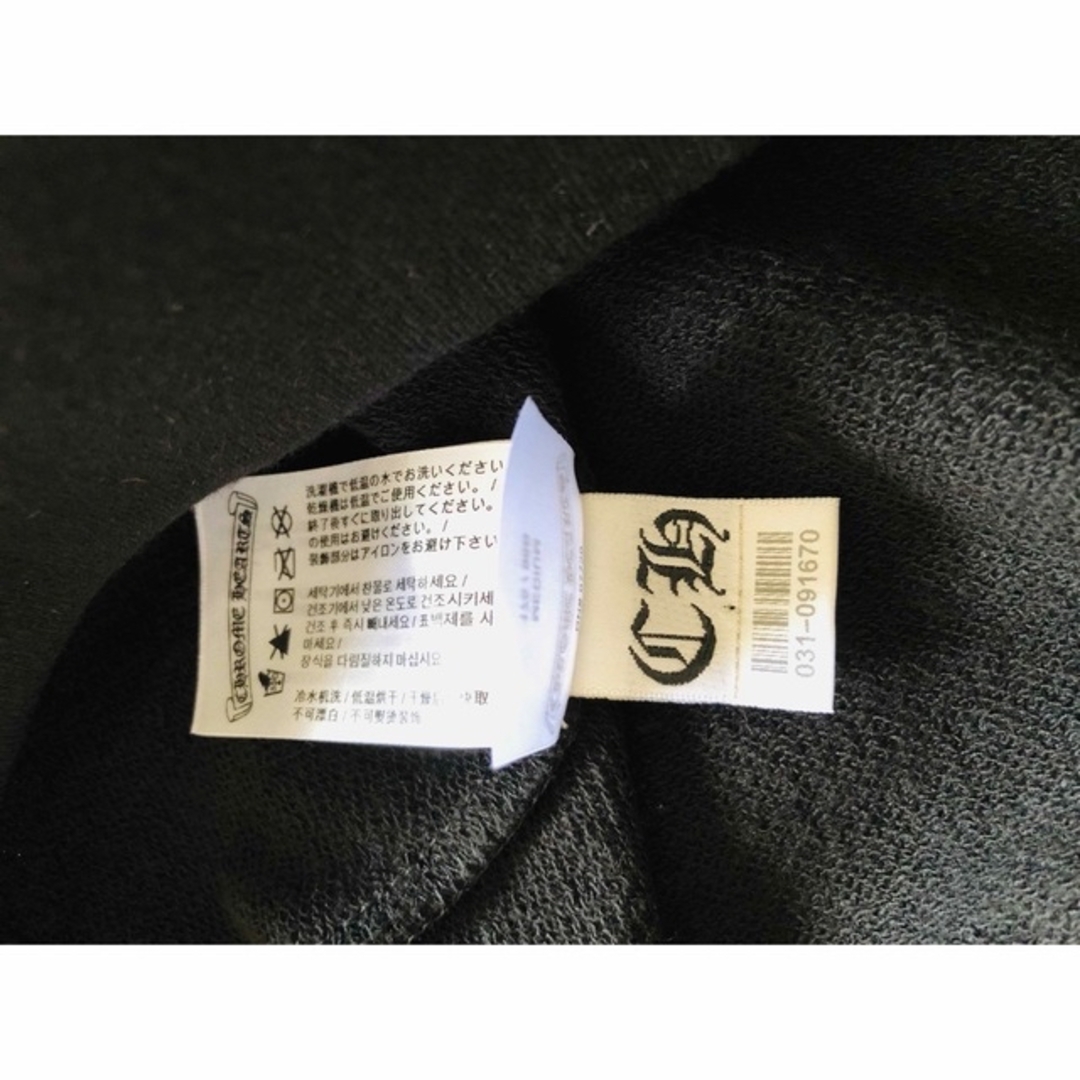 CHROME HEARTS
洗濯機で低温の水でお洗いください
乾燥機は低温でご使用ください。/
終了後すぐに取り出してください。
の使用はお避けください。/
装飾部分はアイロンをお避け下さい
세탁기에서 찬물로 세탁하세요 /
건조기에서 낮은 온도로 건조시키세
건조 후 즉시 빼내세요 / 표백제를 사
마세요/
장식을 다림질하지 마십시오
冷水机洗 / 低温烘干 / 干燥 取
不可漂白 / 不可熨烫装饰
CH
031-091670